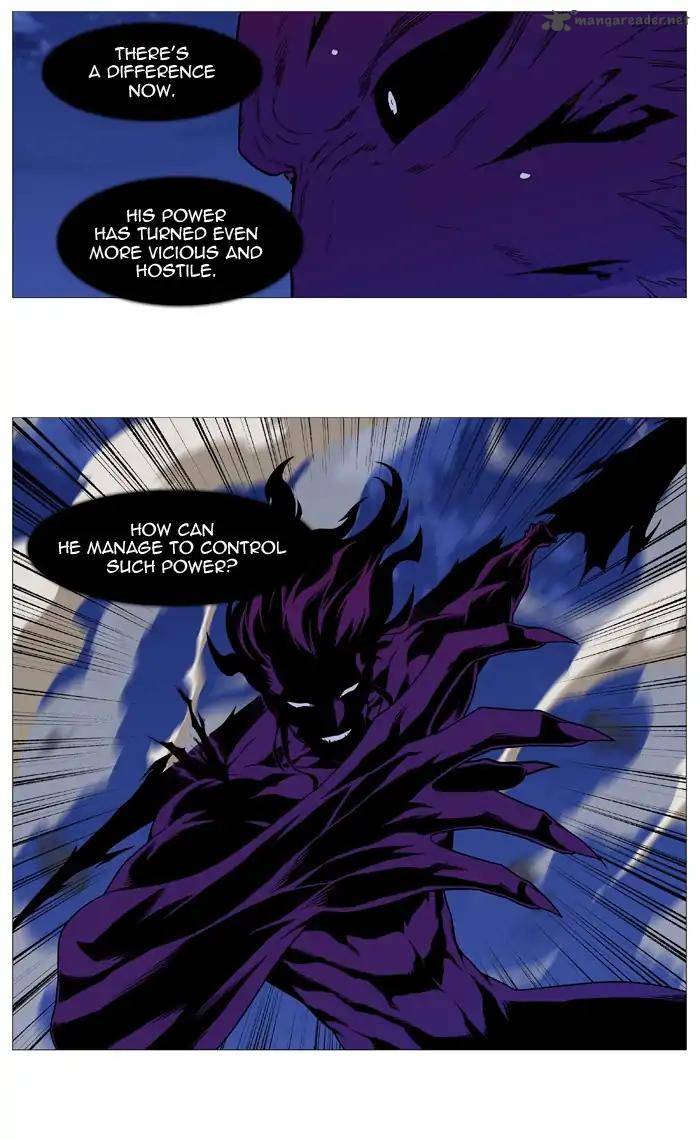 mangareader.net
THERE'S
A DIFFERENCE
NOW.
HIS POWER
HAS TURNED EVEN
MORE VICIOUS AND
HOSTILE.
HOW CAN
HE MANAGE TO CONTROL
SUCH POWER?